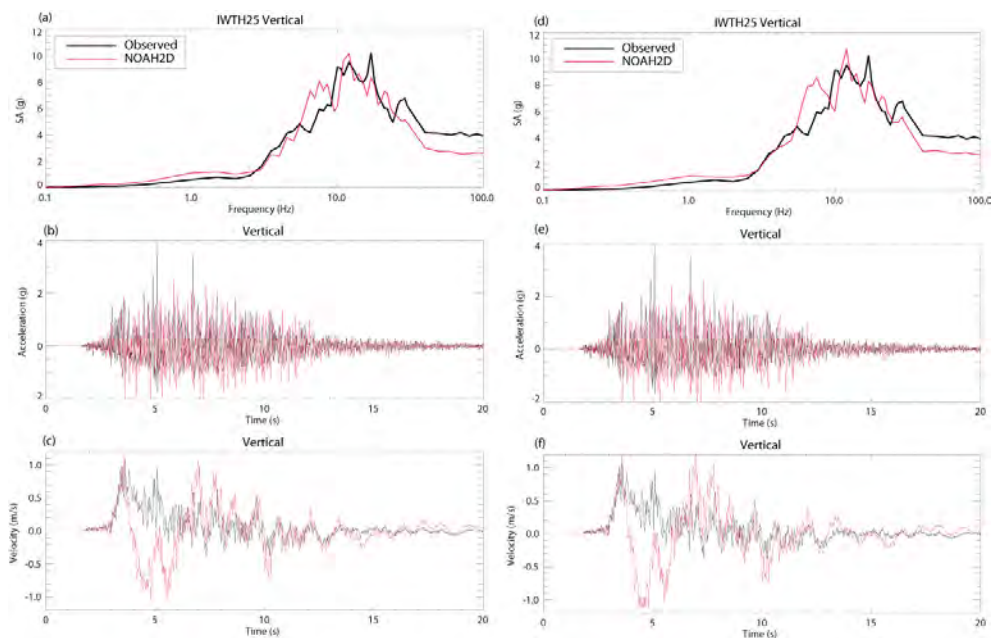 (a)
IWTH25 Vertical
Observed
NOAH2D
SA (g)
10
8
6
4
2
0
0.1
1.0
10.0
100.0
Frequency (Hz)
(b)
Vertical
Acceleration (g)
4
2
0
2
0
5
10
15
20
Time (s)
(c)
Vertical
Velocity (m/s)
1.0
0.5
0.0
-0.5
-1.0
0
5
10
15
20
Time (s)
(d)
IWTH25 Vertical
Observed
NOAH2D
SA (g)
10
8
6
4
2
0
0.1
1.0
10.0
100.0
Frequency (Hz)
(e)
Vertical
Acceleration (g)
4
2
0
-2
0
5
10
15
20
Time (s)
(f)
Vertical
Velocity (m/s)
1.0
0.5
0.0
-0.5
-1.0
0
5
10
15
20
Time (s)